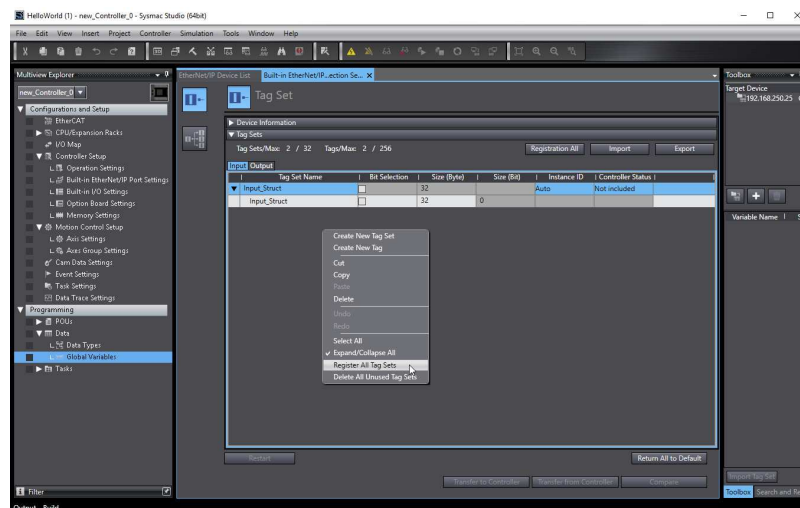 HelloWorld (1) - new_Controller_0 - Sysmac Studio (64bit)
File Edit View Insert Project Controller Simulation Tools Window Help
Multiview Explorer
new_Controller_0
Configurations and Setup
EtherCAT
CPU/Expansion Racks
I/O Map
Controller Setup
Operation Settings
Built-in EtherNet/IP Port Settings
Built-in I/O Settings
Option Board Settings
Memory Settings
Motion Control Setup
Axis Settings
Axes Group Settings
Cam Data Settings
Event Settings
Task Settings
Data Trace Settings
Programming
POUs
Data
Data Types
Global Variables
Tasks
Filter
EtherNet/IP Device List Built-in EtherNet/IP...ection Se... X
Tag Set
Device Information
Tag Sets
Tag Sets/Max: 2 / 32 Tags/Max: 2 / 256 Registration All Import Export
Input Output
Tag Set Name Bit Selection Size (Byte) Size (Bit) Instance ID Controller Status
Input_Struct 32 Auto Not included
Input_Struct 32 0
Create New Tag Set
Create New Tag
Cut
Copy
Paste
Delete
Undo
Redo
Select All
Expand/Collapse All
Register All Tag Sets
Delete All Unused Tag Sets
Restart Return All to Default
Transfer to Controller Transfer from Controller Compare
Toolbox
Target Device
192.168.250.25
Variable Name
Import Tag Set
Toolbox Search and Re
Output Build